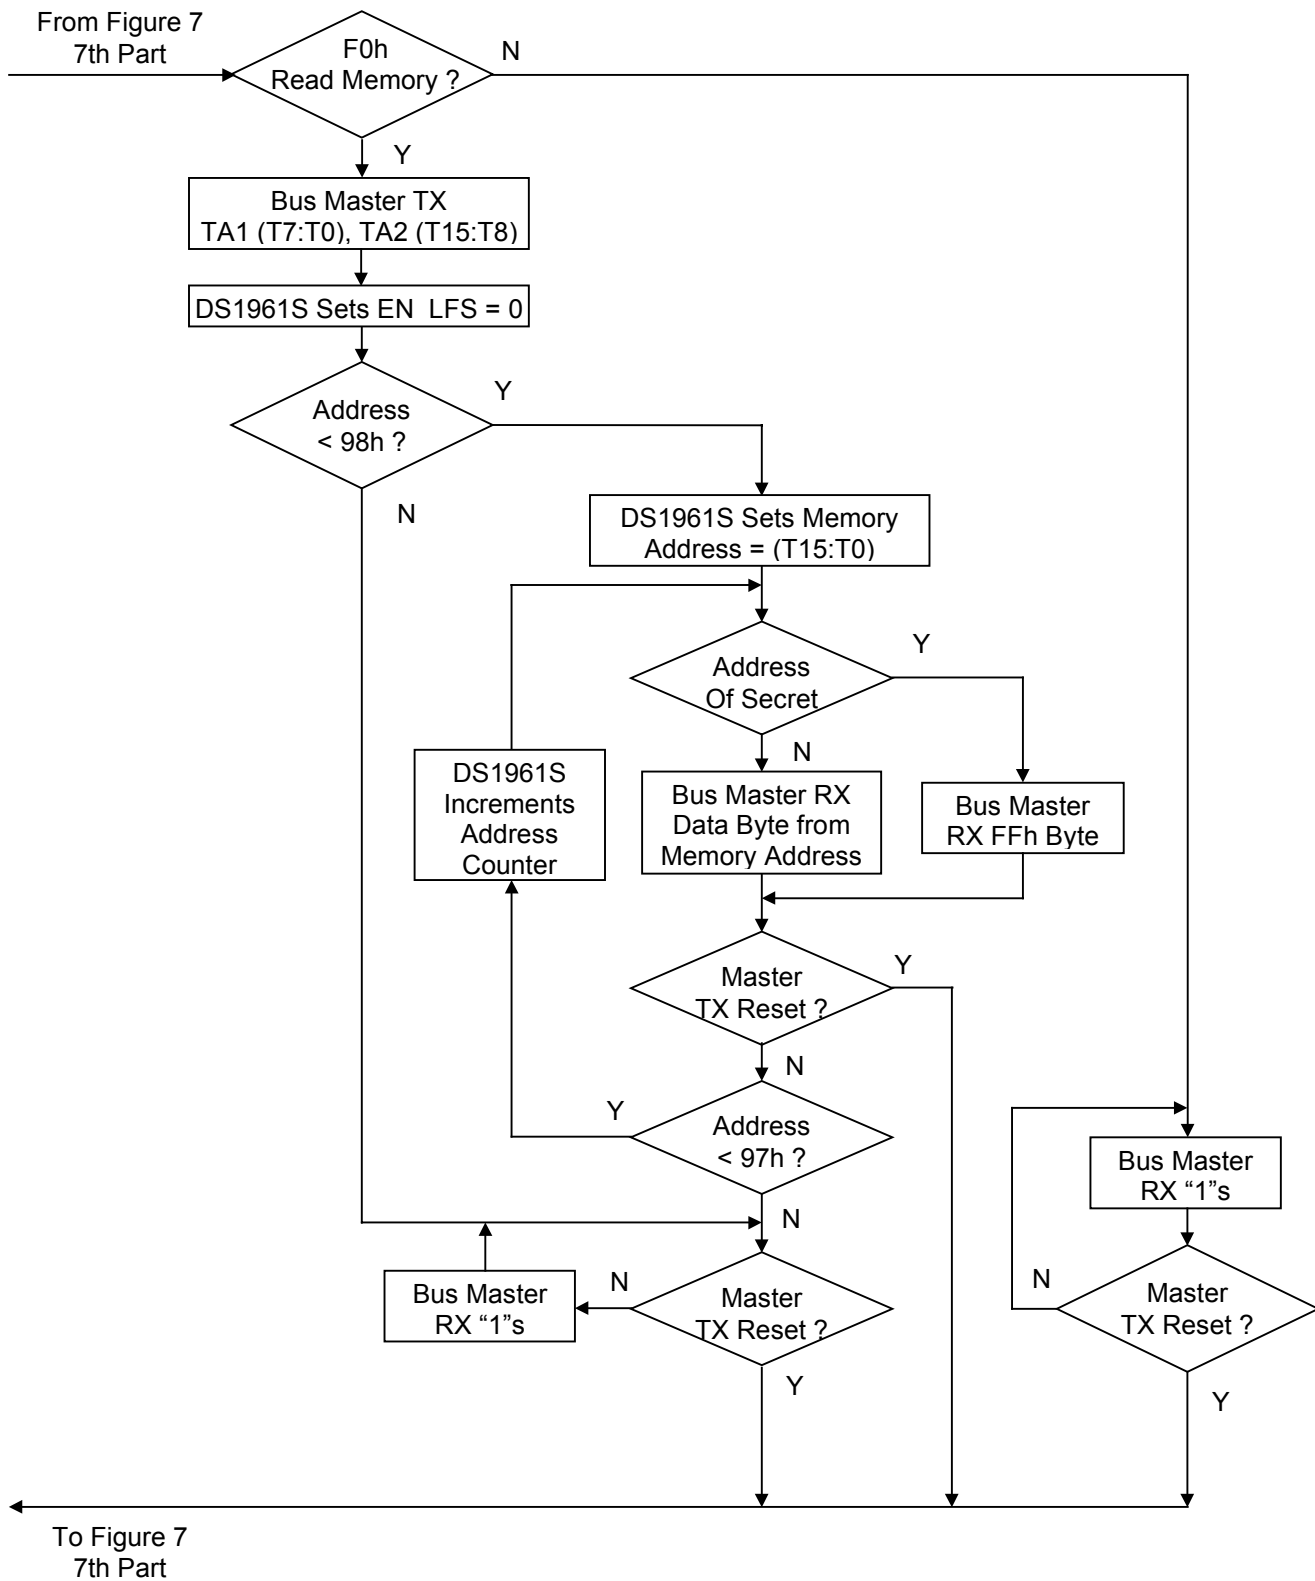 From Figure 7
7th Part
F0h
Read Memory ?
N
Y
Bus Master TX
TA1 (T7:T0), TA2 (T15:T8)
DS1961S Sets EN LFS = 0
Address
< 98h ?
Y
N
DS1961S Sets Memory
Address = (T15:T0)
Address
Of Secret
Y
N
DS1961S
Increments
Address
Counter
Bus Master RX
Data Byte from
Memory Address
Bus Master
RX FFh Byte
Master
TX Reset ?
Y
N
Address
< 97h ?
Y
N
Bus Master
RX “1”s
Master
TX Reset ?
N
Y
Bus Master
RX “1”s
Master
TX Reset ?
N
Y
To Figure 7
7th Part